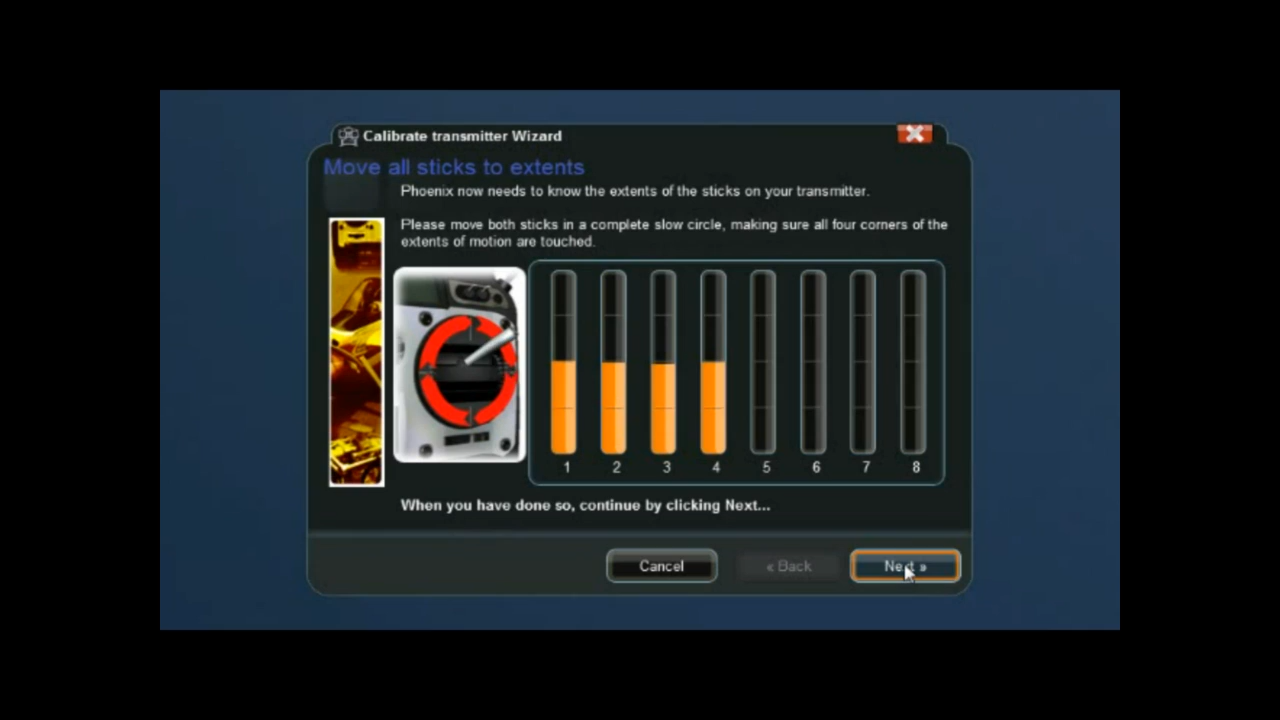 Calibrate transmitter Wizard
Move all sticks to extents
Phoenix now needs to know the extents of the sticks on your transmitter.
Please move both sticks in a complete slow circle, making sure all four corners of the
extents of motion are touched.
1 2 3 4 5 6 7 8
When you have done so, continue by clicking Next...
Cancel « Back Next »